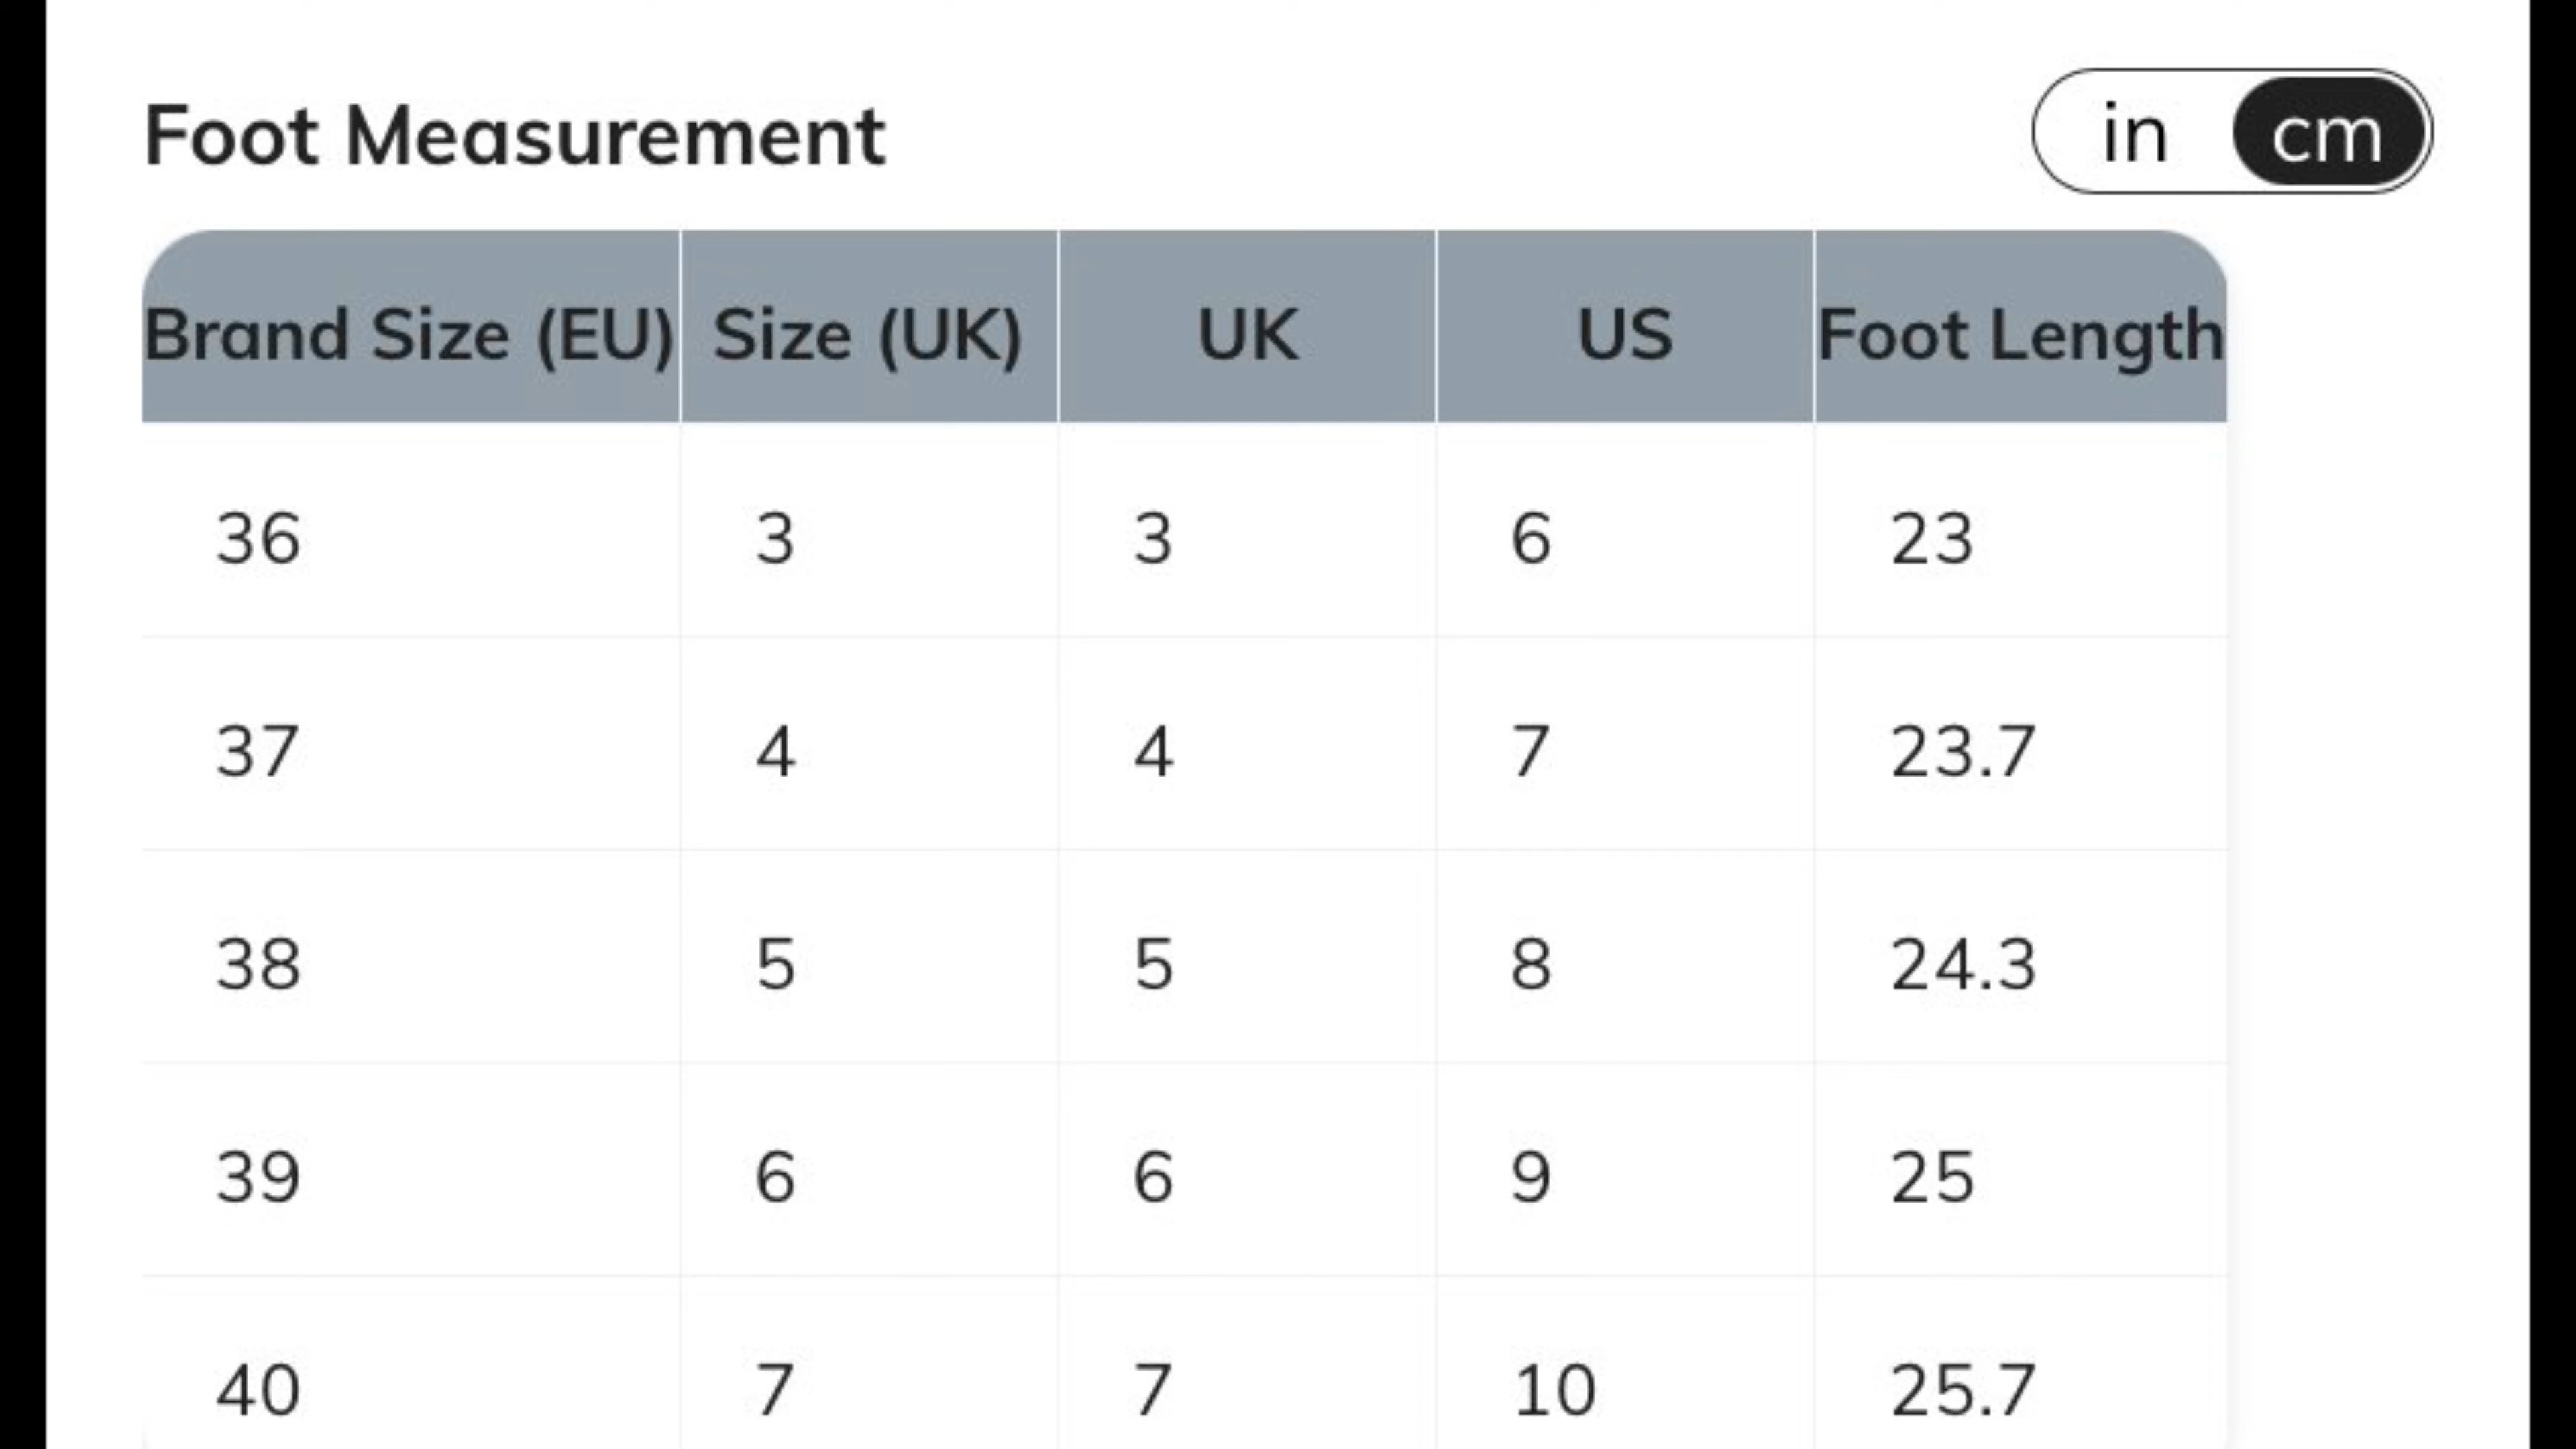 Foot Measurement
in cm
Brand Size (EU) Size (UK) UK US Foot Length
36 3 3 6 23
37 4 4 7 23.7
38 5 5 8 24.3
39 6 6 9 25
40 7 7 10 25.7